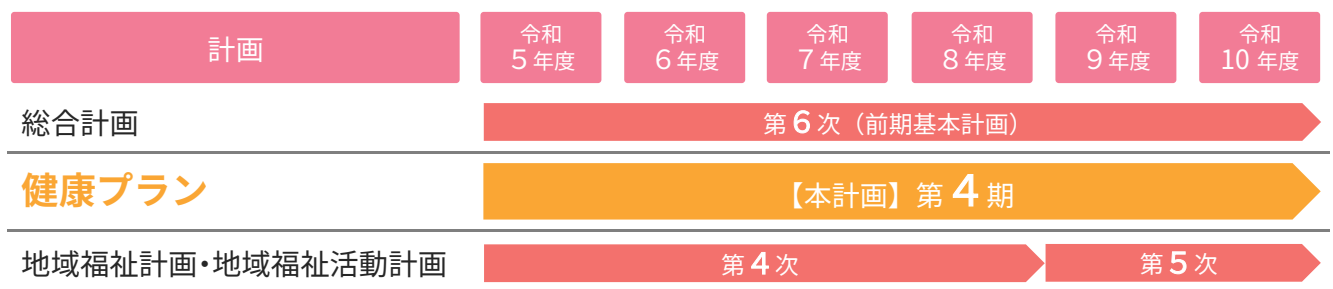 計画
令和
5年度
令和
6年度
令和
7年度
令和
8年度
令和
9年度
令和
10年度
総合計画
第6次（前期基本計画）
健康プラン
【本計画】第4期
地域福祉計画・地域福祉活動計画
第4次
第5次